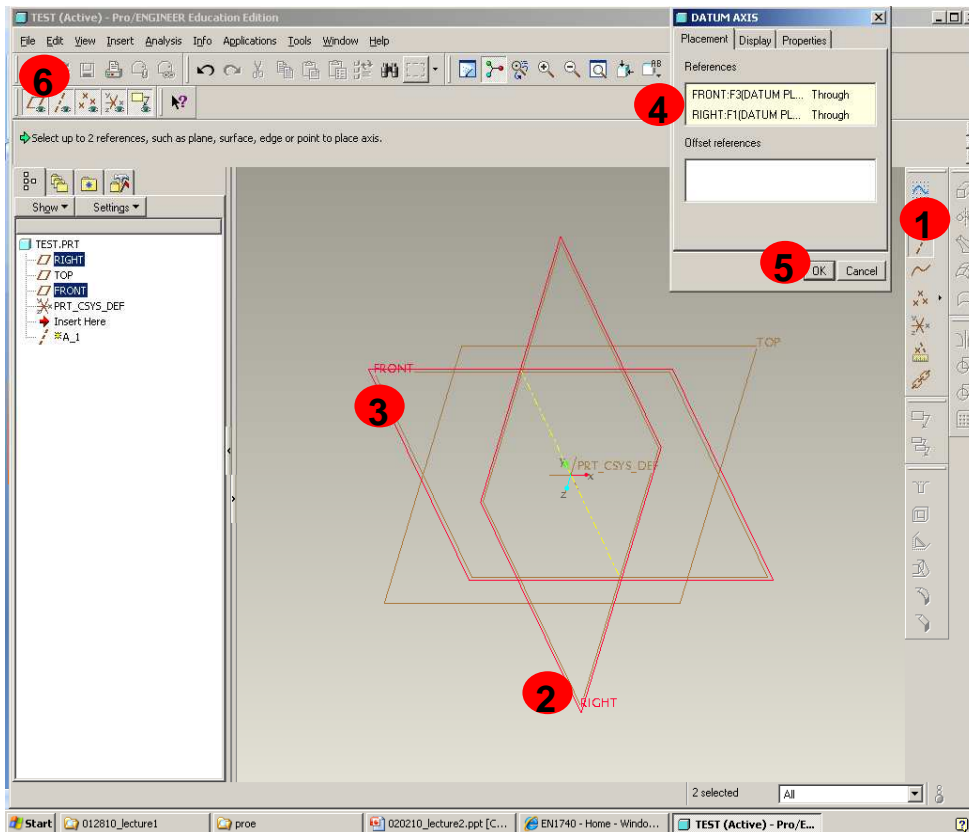 TEST (Active) - Pro/ENGINEER Education Edition
File Edit View Insert Analysis Info Applications Tools Window Help
6
Select up to 2 references, such as plane, surface, edge or point to place axis.
Show Settings
TEST.PRT
RIGHT
TOP
FRONT
PRT_CSYS_DEF
Insert Here
A_1
DATUM AXIS
Placement Display Properties
References
4
FRONT:F3(DATUM PL... Through
RIGHT:F1(DATUM PL... Through
Offset references
5
OK Cancel
1
TOP
FRONT
3
Y PRT_CSYS_DEF
X
Z
2
RIGHT
2 selected All
Start 012810_lecture1 proe 020210_lecture2.ppt [C... EN1740 - Home - Windo... TEST (Active) - Pro/E...